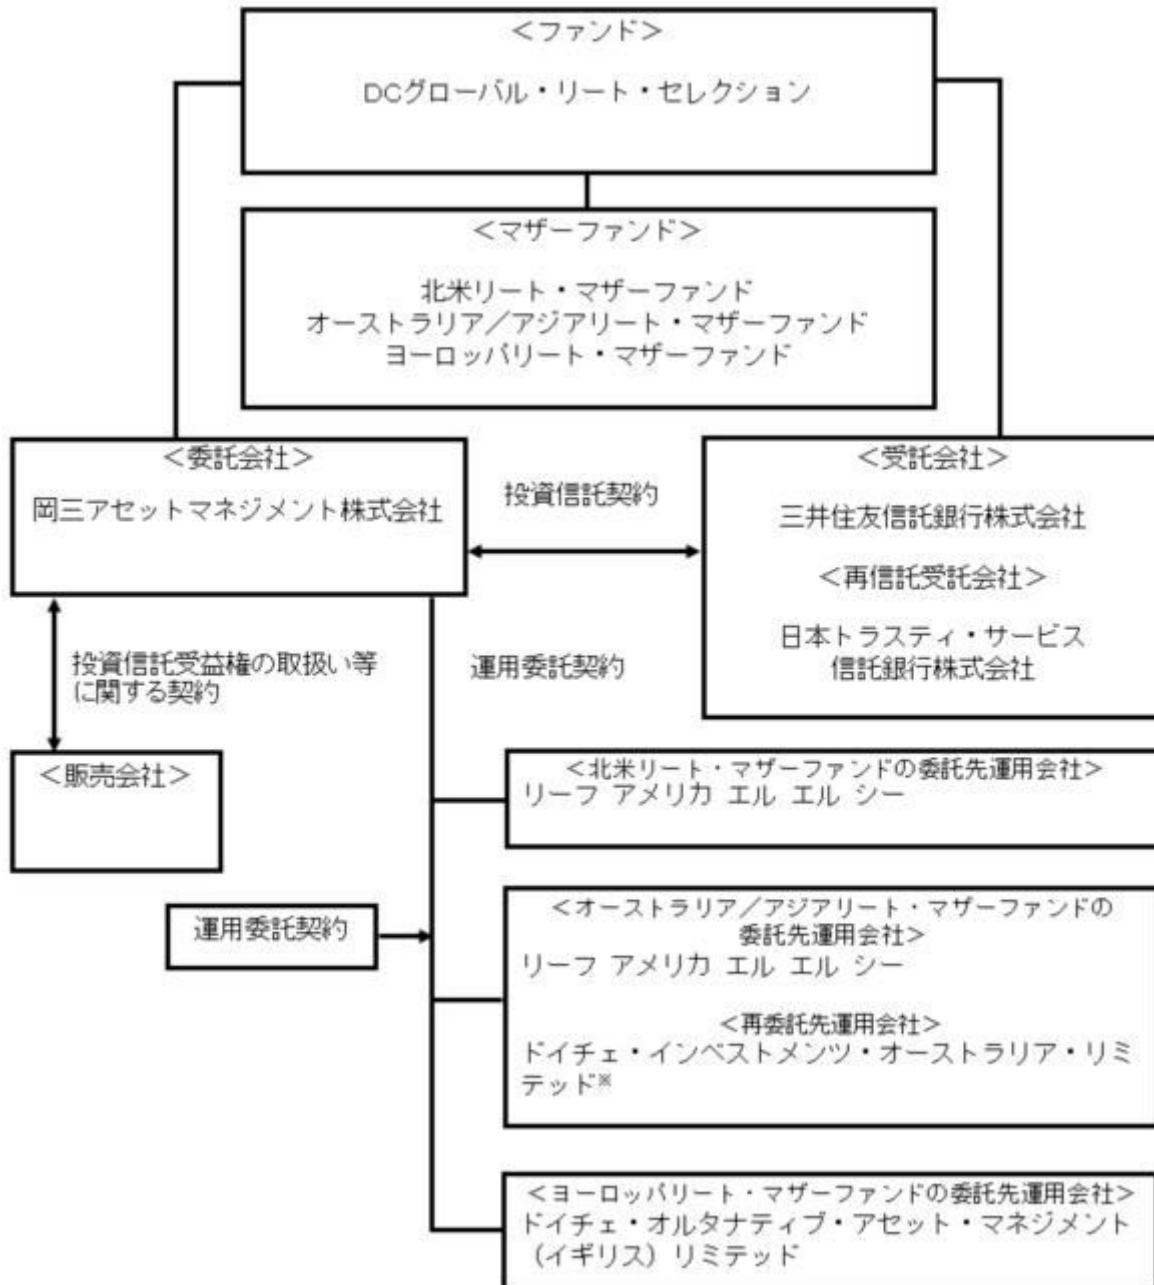 ＜ファンド＞
DCグローバル・リート・セレクション
＜マザーファンド＞
北米リート・マザーファンド
オーストラリア／アジアリート・マザーファンド
ヨーロッパリート・マザーファンド
＜委託会社＞
岡三アセットマネジメント株式会社
投資信託契約
＜受託会社＞
三井住友信託銀行株式会社
＜再信託受託会社＞
日本トラスティ・サービス
信託銀行株式会社
投資信託受益権の取扱い等
に関する契約
運用委託契約
＜販売会社＞
＜北米リート・マザーファンドの委託先運用会社＞
リーフ アメリカ エル エル シー
運用委託契約
＜オーストラリア／アジアリート・マザーファンドの
委託先運用会社＞
リーフ アメリカ エル エル シー
＜再委託先運用会社＞
ドイチェ・インベストメンツ・オーストラリア・リミ
テッド※
＜ヨーロッパリート・マザーファンドの委託先運用会社＞
ドイチェ・オルタナティブ・アセット・マネジメント
（イギリス）リミテッド